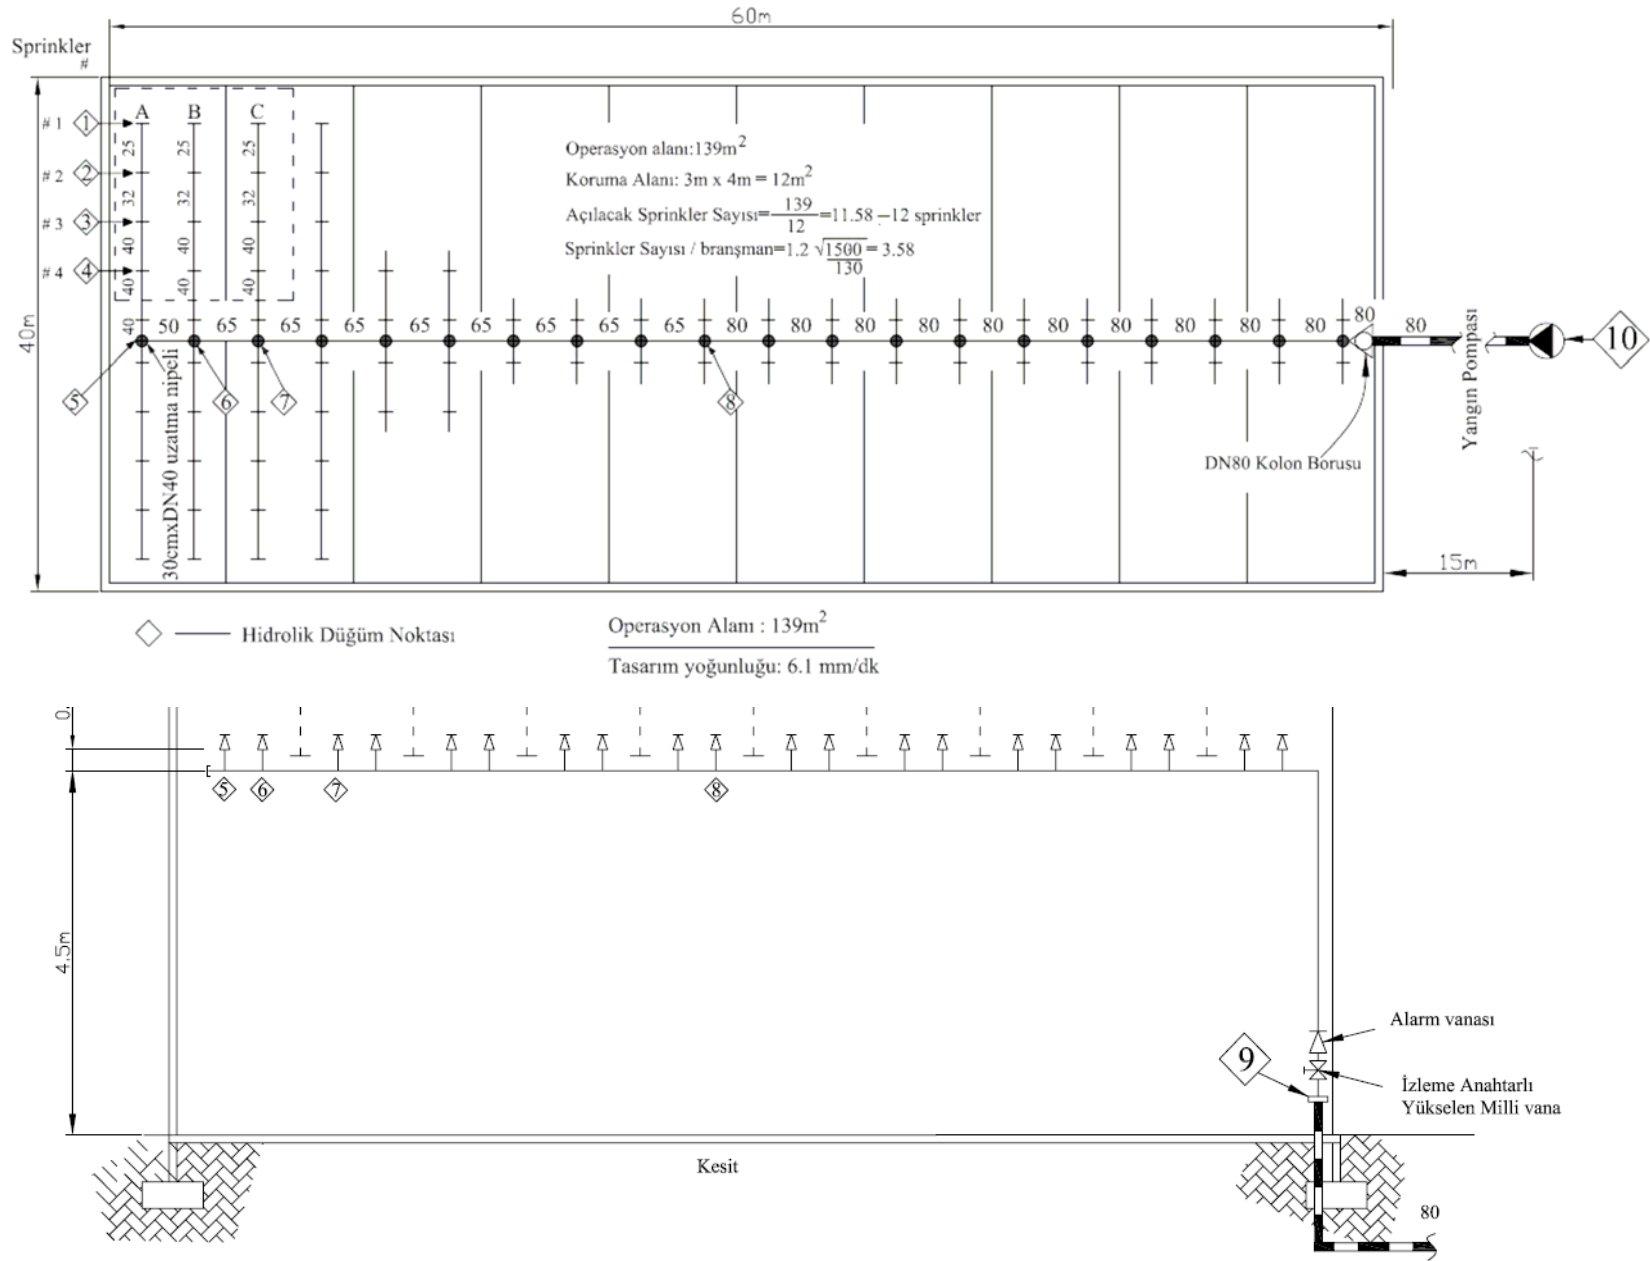 60m
Sprinkler
#
A B C
# 1 1
25 25 25
# 2 2
32 32 32
# 3 3
40 40 40
# 4 4
40 40 40
Operasyon alanı:139m2
Koruma Alanı: 3m x 4m = 12m2
Açılacak Sprinkler Sayısı= 139 =11.58 –12 sprinkler
12
Sprinkler Sayısı / branşman=1.2 √1500 = 3.58
130
40m
40 50 65 65 65 65 65 65 65 80 80 80 80 80 80 80 80 80 80 80
5 6 7 8 10
30cmxDN40 uzatma nipeli
Yangın Pompası
DN80 Kolon Borusu
15m
Hidrolik Düğüm Noktası
Operasyon Alanı : 139m2
Tasarım yoğunluğu: 6.1 mm/dk
0.
5 6 7 8
4.5m
Alarm vanası
9
İzleme Anahtarlı
Yükselen Milli vana
Kesit
80